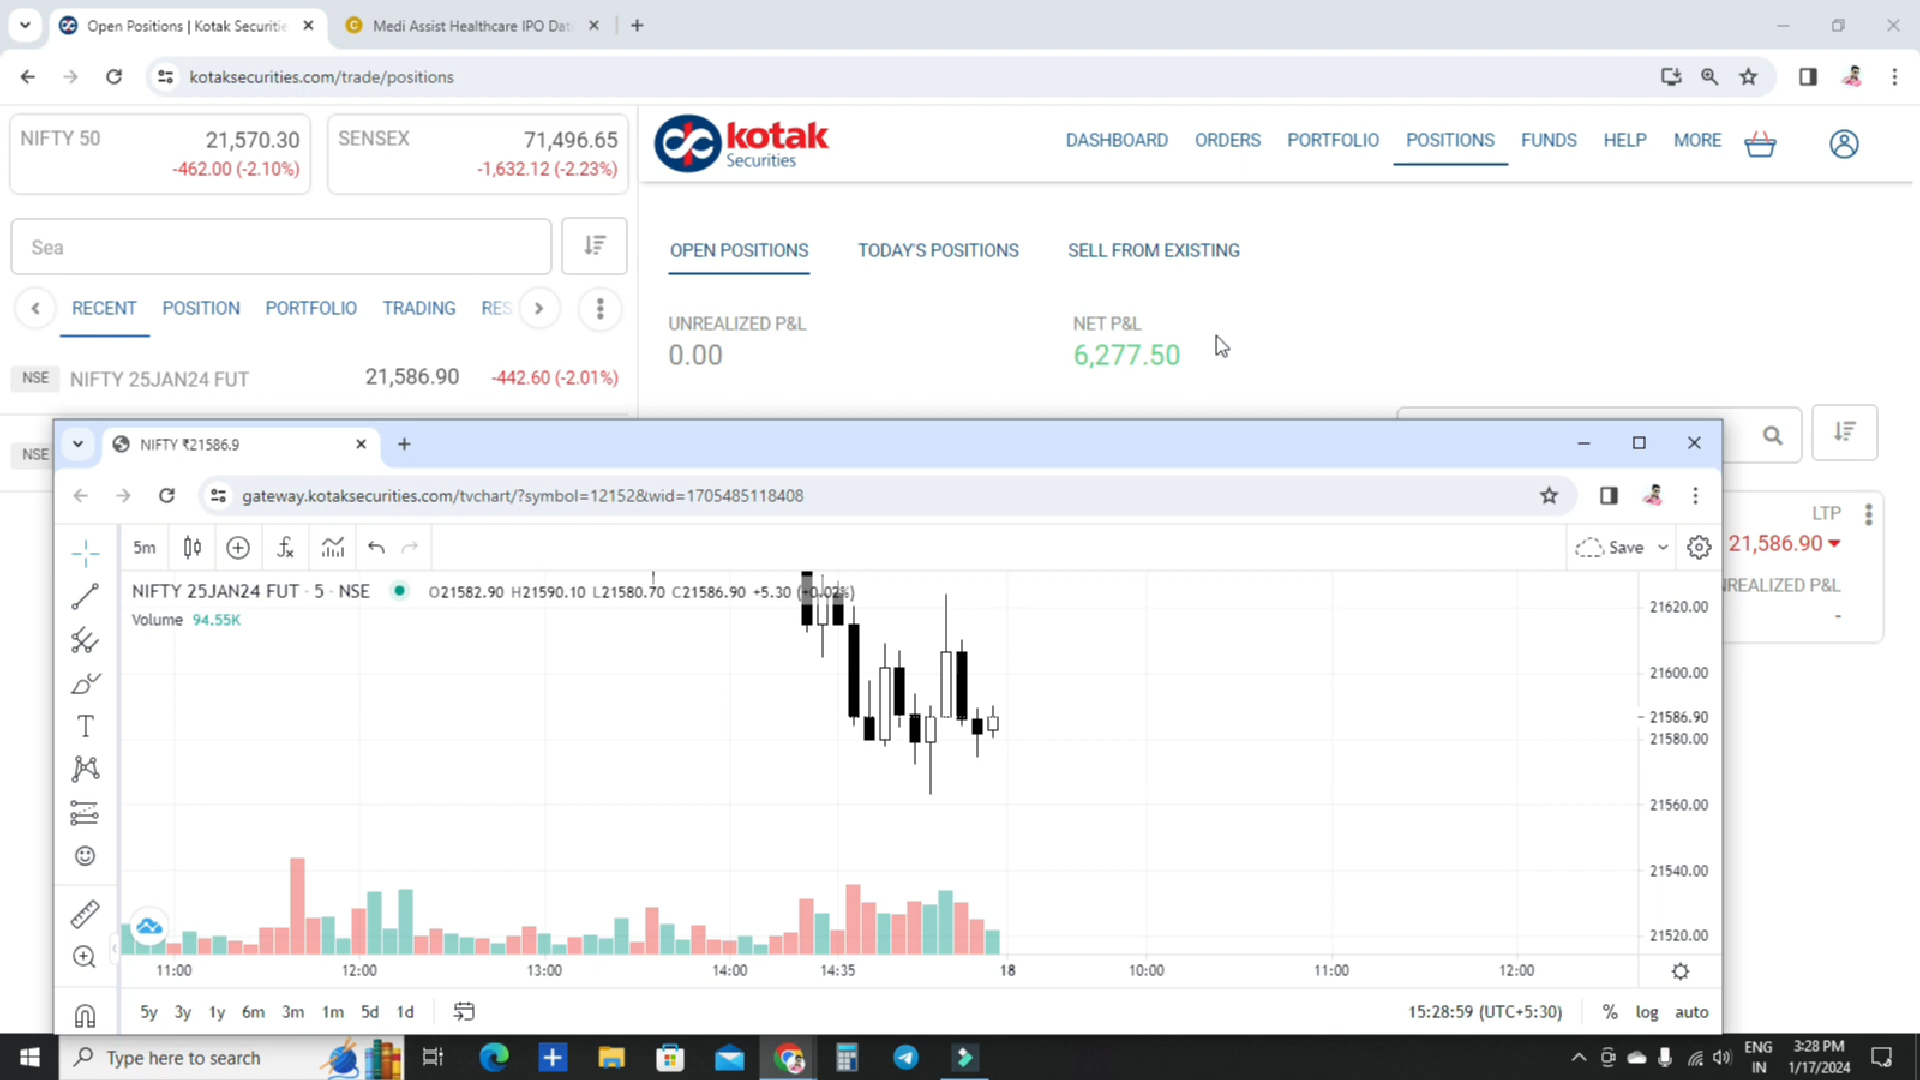 Open Positions | Kotak Securitie
Medi Assist Healthcare IPO Dat
kotaksecurities.com/trade/positions
NIFTY 50
21,570.30
-462.00 (-2.10%)
SENSEX
71,496.65
-1,632.12 (-2.23%)
kotak
Securities
DASHBOARD
ORDERS
PORTFOLIO
POSITIONS
FUNDS
HELP
MORE
Sea
OPEN POSITIONS
TODAY'S POSITIONS
SELL FROM EXISTING
RECENT
POSITION
PORTFOLIO
TRADING
RES
UNREALIZED P&L
0.00
NET P&L
6,277.50
NSE
NIFTY 25JAN24 FUT
21,586.90
-442.60 (-2.01%)
NSE
NIFTY ₹21586.9
gateway.kotaksecurities.com/tvchart/?symbol=12152&wid=1705485118408
LTP
21,586.90
REALIZED P&L
-
5m
Save
NIFTY 25JAN24 FUT · 5 · NSE
O21582.90 H21590.10 L21580.70 C21586.90 +5.30 (+0.02%)
Volume 94.55K
21620.00
21600.00
21586.90
21580.00
21560.00
21540.00
21520.00
11:00
12:00
13:00
14:00
14:35
18
10:00
11:00
12:00
5y
3y
1y
6m
3m
1m
5d
1d
15:28:59 (UTC+5:30)
%
log
auto
Type here to search
ENG
IN
3:28 PM
1/17/2024